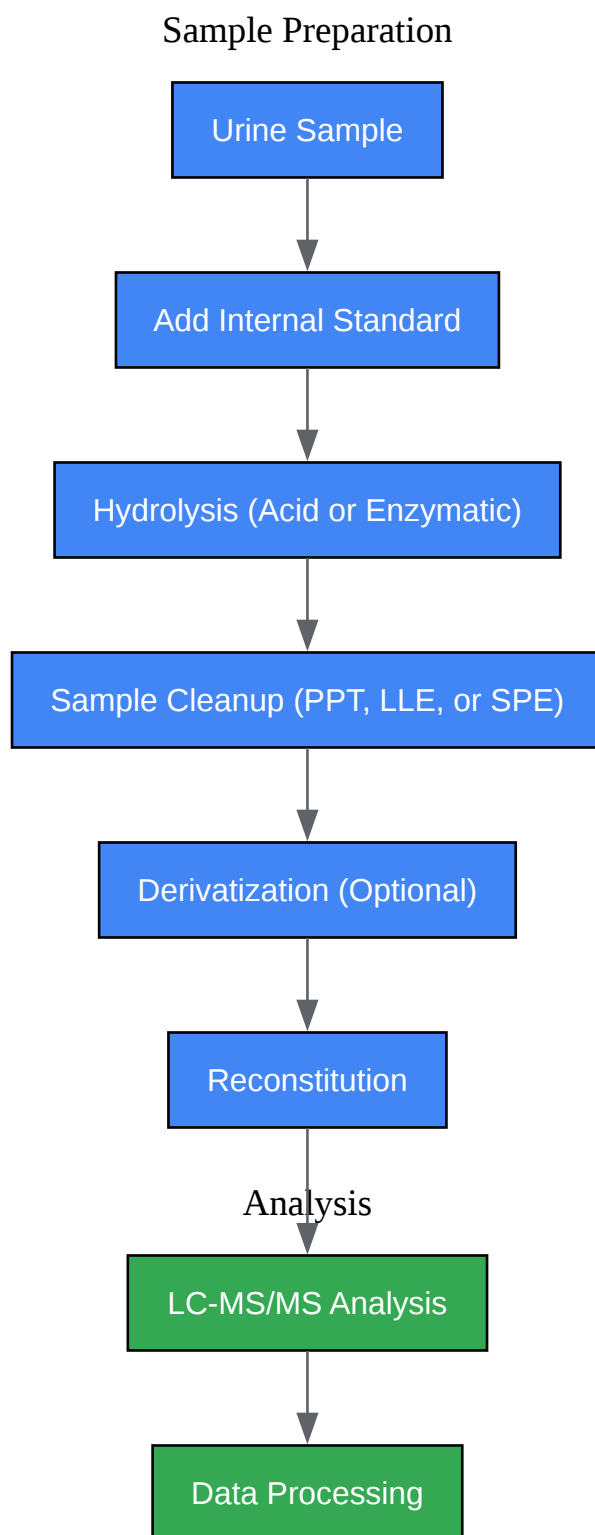 Sample Preparation
Urine Sample
Add Internal Standard
Hydrolysis (Acid or Enzymatic)
Sample Cleanup (PPT, LLE, or SPE)
Derivatization (Optional)
Reconstitution
Analysis
LC-MS/MS Analysis
Data Processing